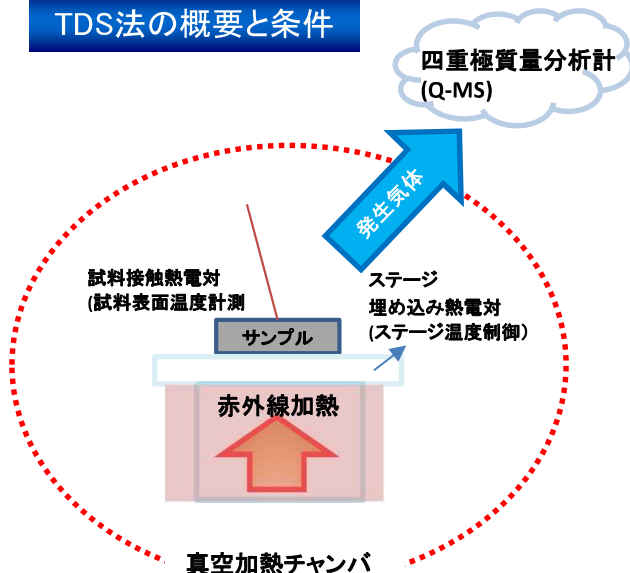 TDS法の概要と条件
四重極質量分析計
(Q-MS)
発生気体
試料接触熱電対
(試料表面温度計測
ステージ
埋め込み熱電対
(ステージ温度制御）
サンプル
赤外線加熱
真空加熱チャンバ